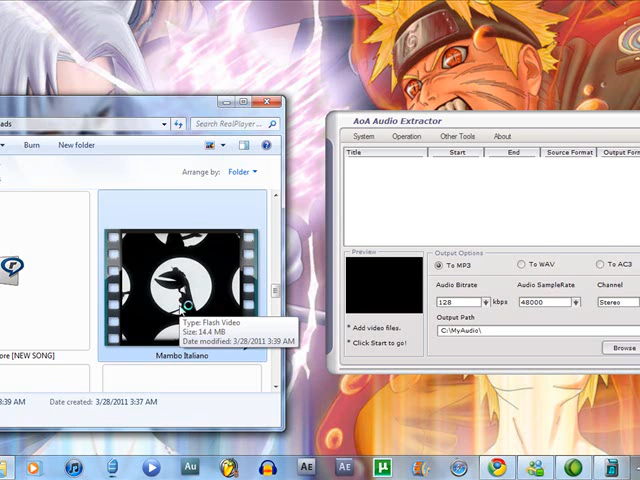 ads
Search RealPlayer ...
Burn
New folder
Arrange by:
Folder
ore [NEW SONG]
Mambo Italiano
Type: Flash Video
Size: 14.4 MB
Date modified: 3/28/2011 3:39 AM
3:39 AM
Date created: 3/28/2011 3:37 AM
AoA Audio Extractor
System
Operation
Other Tools
About
Title
Start
End
Source Format
Output Form
Preview
* Add video files.
* Click Start to go!
Output Options
To MP3
To WAV
To AC3
Audio Bitrate
Audio SampleRate
Channel
128
kbps
48000
Stereo
Output Path
C:\MyAudio\
Browse
Au
AE
AE
µ